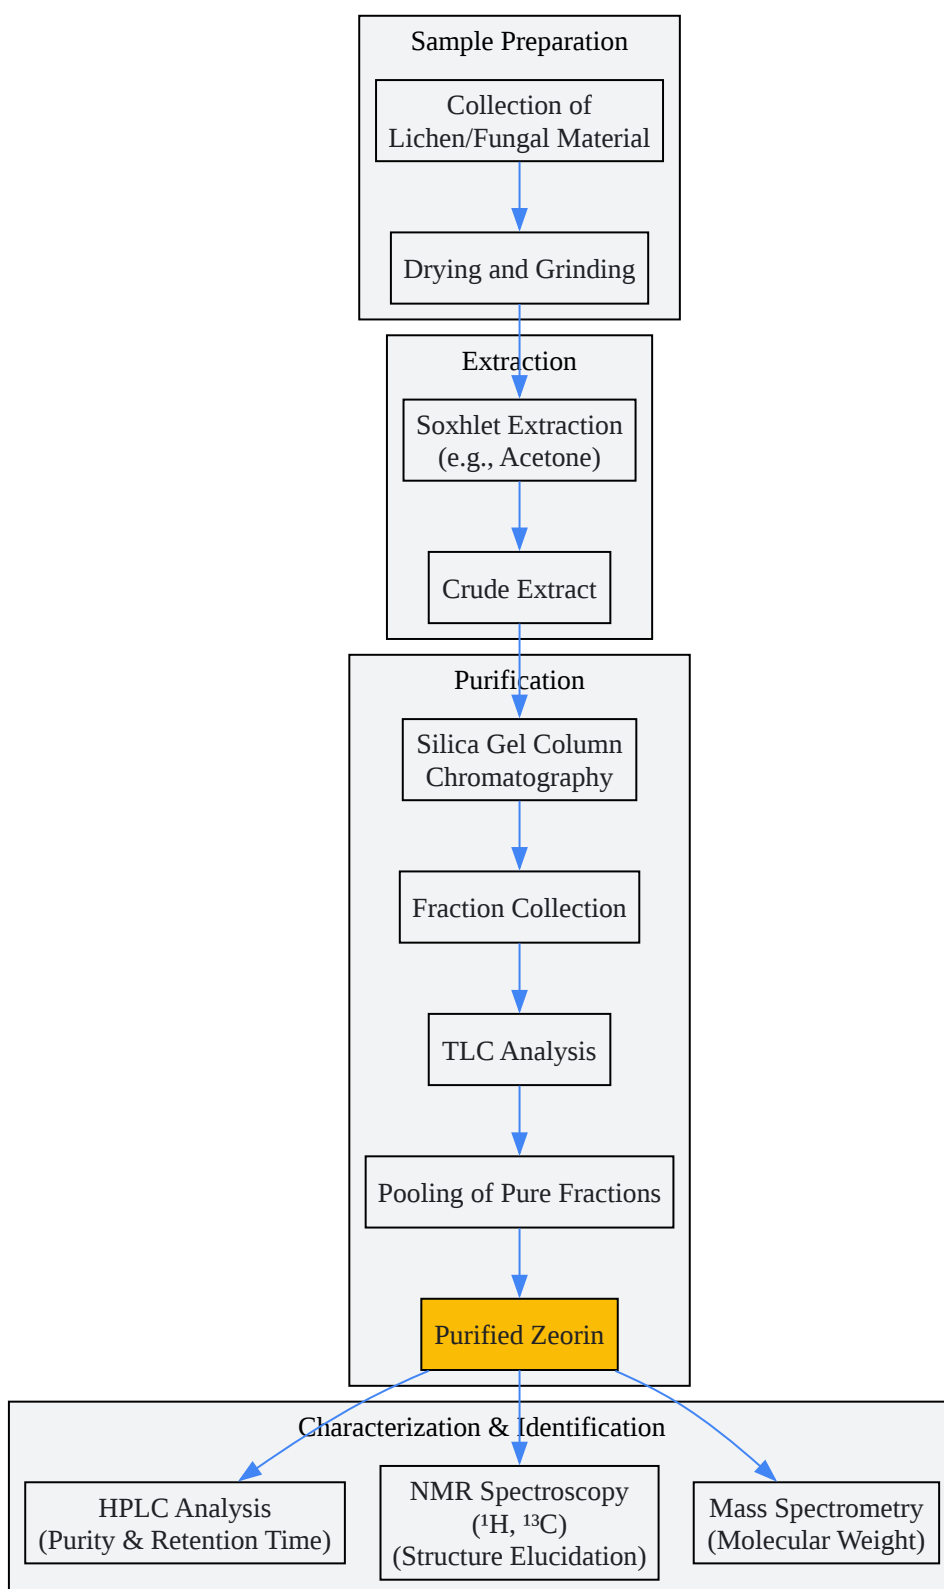 Sample Preparation
Collection of
Lichen/Fungal Material
Drying and Grinding
Extraction
Soxhlet Extraction
(e.g., Acetone)
Crude Extract
Purification
Silica Gel Column
Chromatography
Fraction Collection
TLC Analysis
Pooling of Pure Fractions
Purified Zeorin
Characterization & Identification
HPLC Analysis
(Purity & Retention Time)
NMR Spectroscopy
(¹H, ¹³C)
(Structure Elucidation)
Mass Spectrometry
(Molecular Weight)